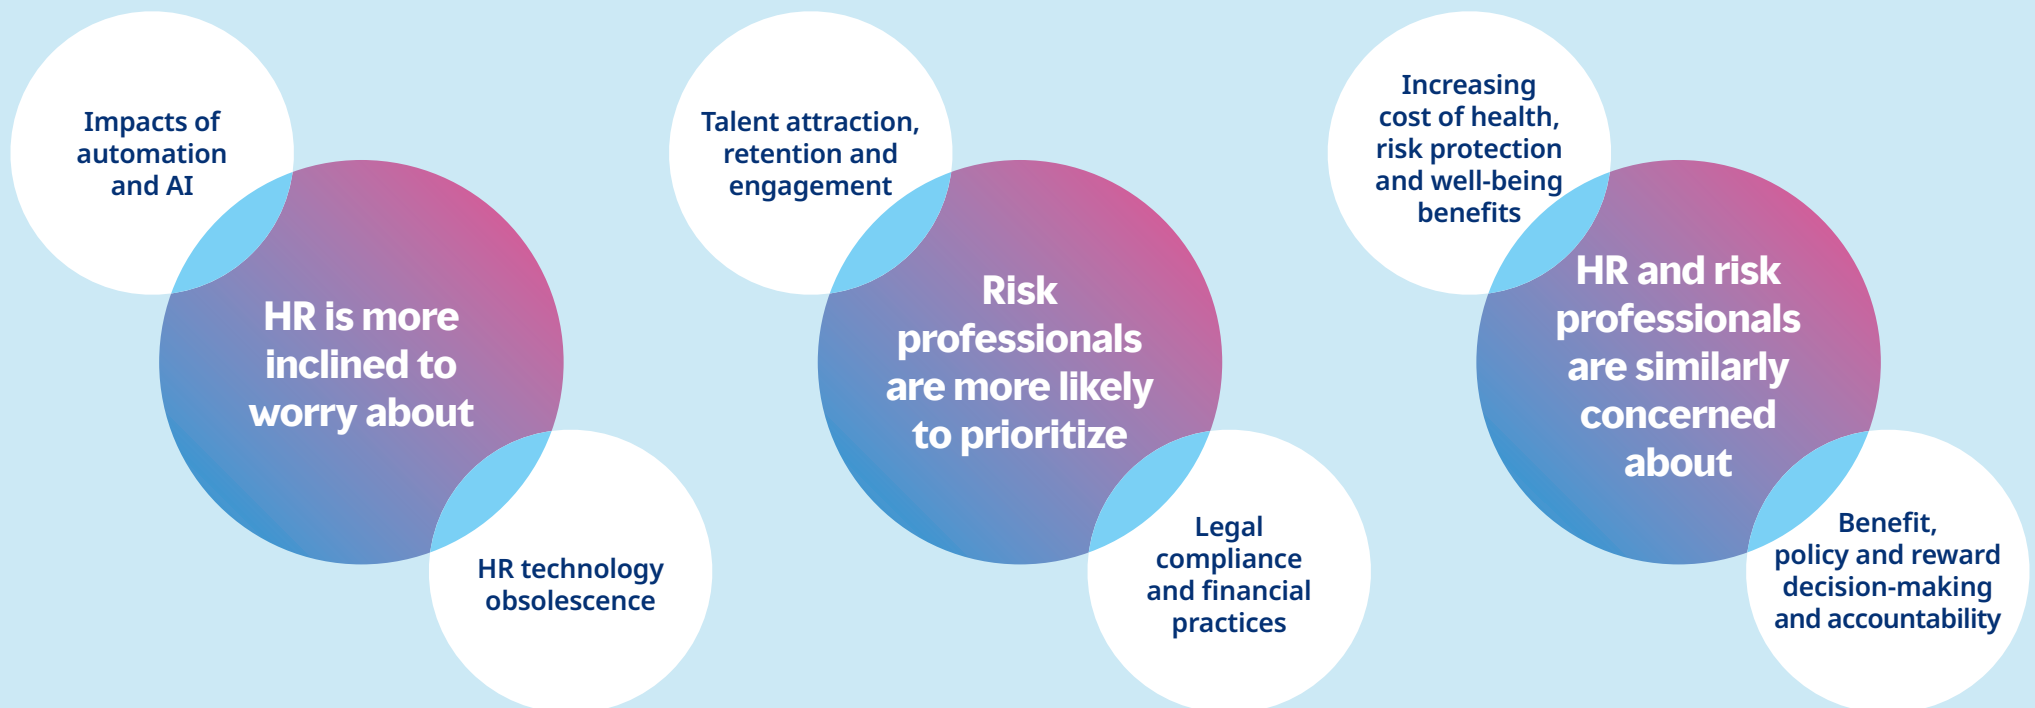 Impacts of
automation
and AI
HR is more
inclined to
worry about
HR technology
obsolescence
Talent attraction,
retention and
engagement
Risk
professionals
are more likely
to prioritize
Legal
compliance
and financial
practices
Increasing
cost of health,
risk protection
and well-being
benefits
HR and risk
professionals
are similarly
concerned
about
Benefit,
policy and reward
decision-making
and accountability